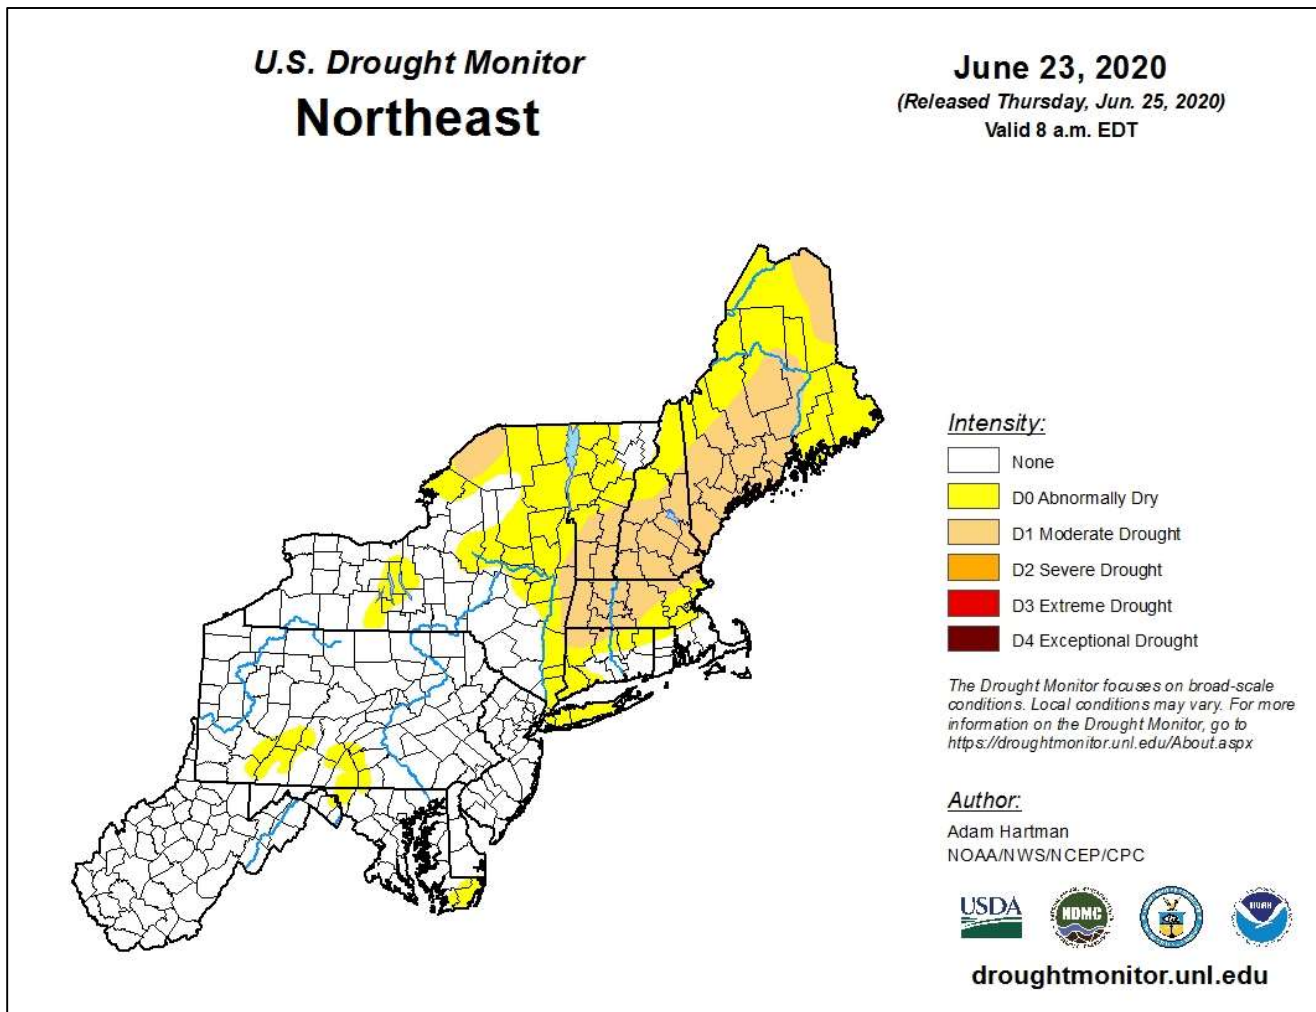 U.S. Drought Monitor
Northeast
June 23, 2020
(Released Thursday, Jun. 25, 2020)
Valid 8 a.m. EDT
Intensity:
None
D0 Abnormally Dry
D1 Moderate Drought
D2 Severe Drought
D3 Extreme Drought
D4 Exceptional Drought
The Drought Monitor focuses on broad-scale
conditions. Local conditions may vary. For more
information on the Drought Monitor, go to
https://droughtmonitor.unl.edu/About.aspx
Author:
Adam Hartman
NOAA/NWS/NCEP/CPC
USDA
NDMC
NOAA
droughtmonitor.unl.edu